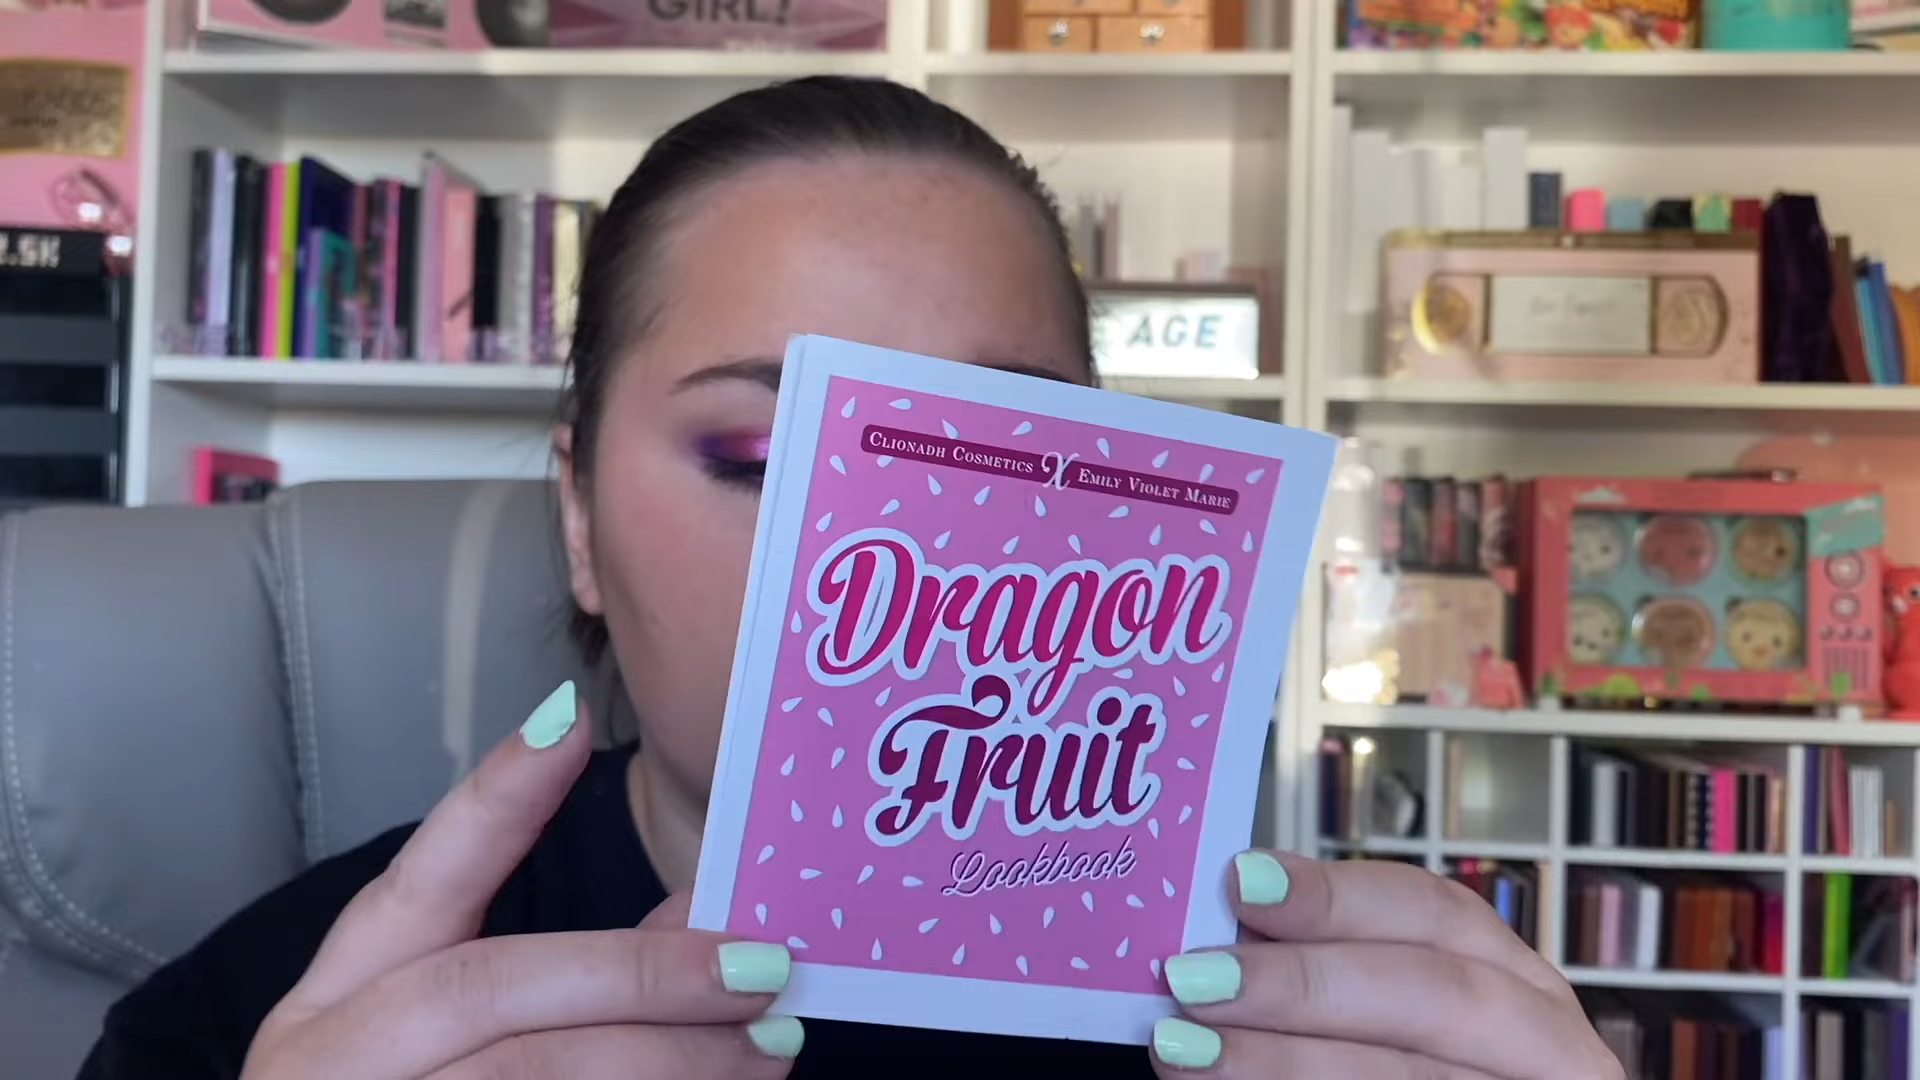 GIRL!
AGE
CLIONADH COSMETICS X EMILY VIOLET MARIE
Dragon
Fruit
Lookbook